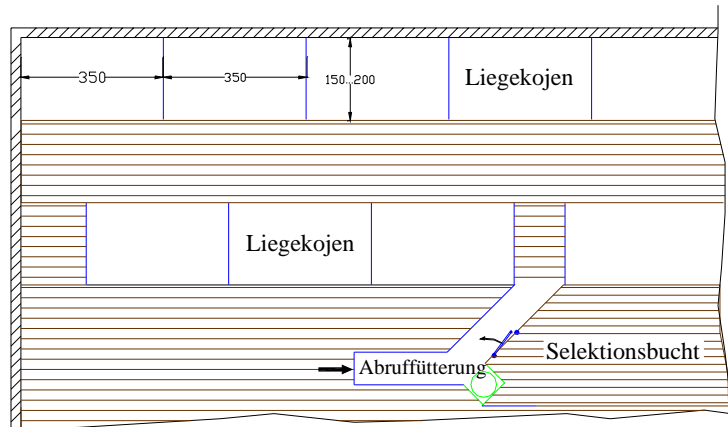 350
350
150...200
Liegekojen
Liegekojen
Selektionsbucht
Abruffütterung